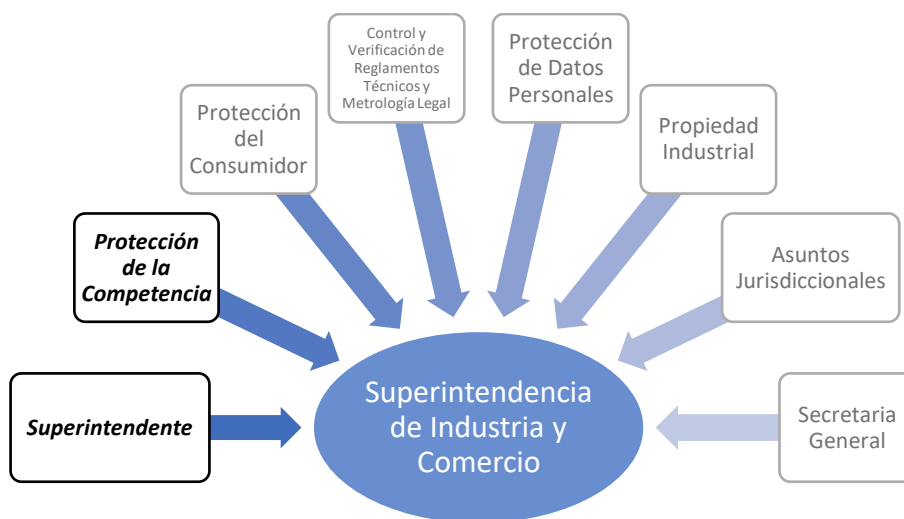 Control y
Verificación de
Reglamentos
Técnicos y
Metrología Legal
Protección
de Datos
Personales
Protección
del
Consumidor
Propiedad
Industrial
Protección
de la
Competencia
Asuntos
Jurisdiccionales
Superintendente
Superintendencia
de Industria y
Comercio
Secretaria
General